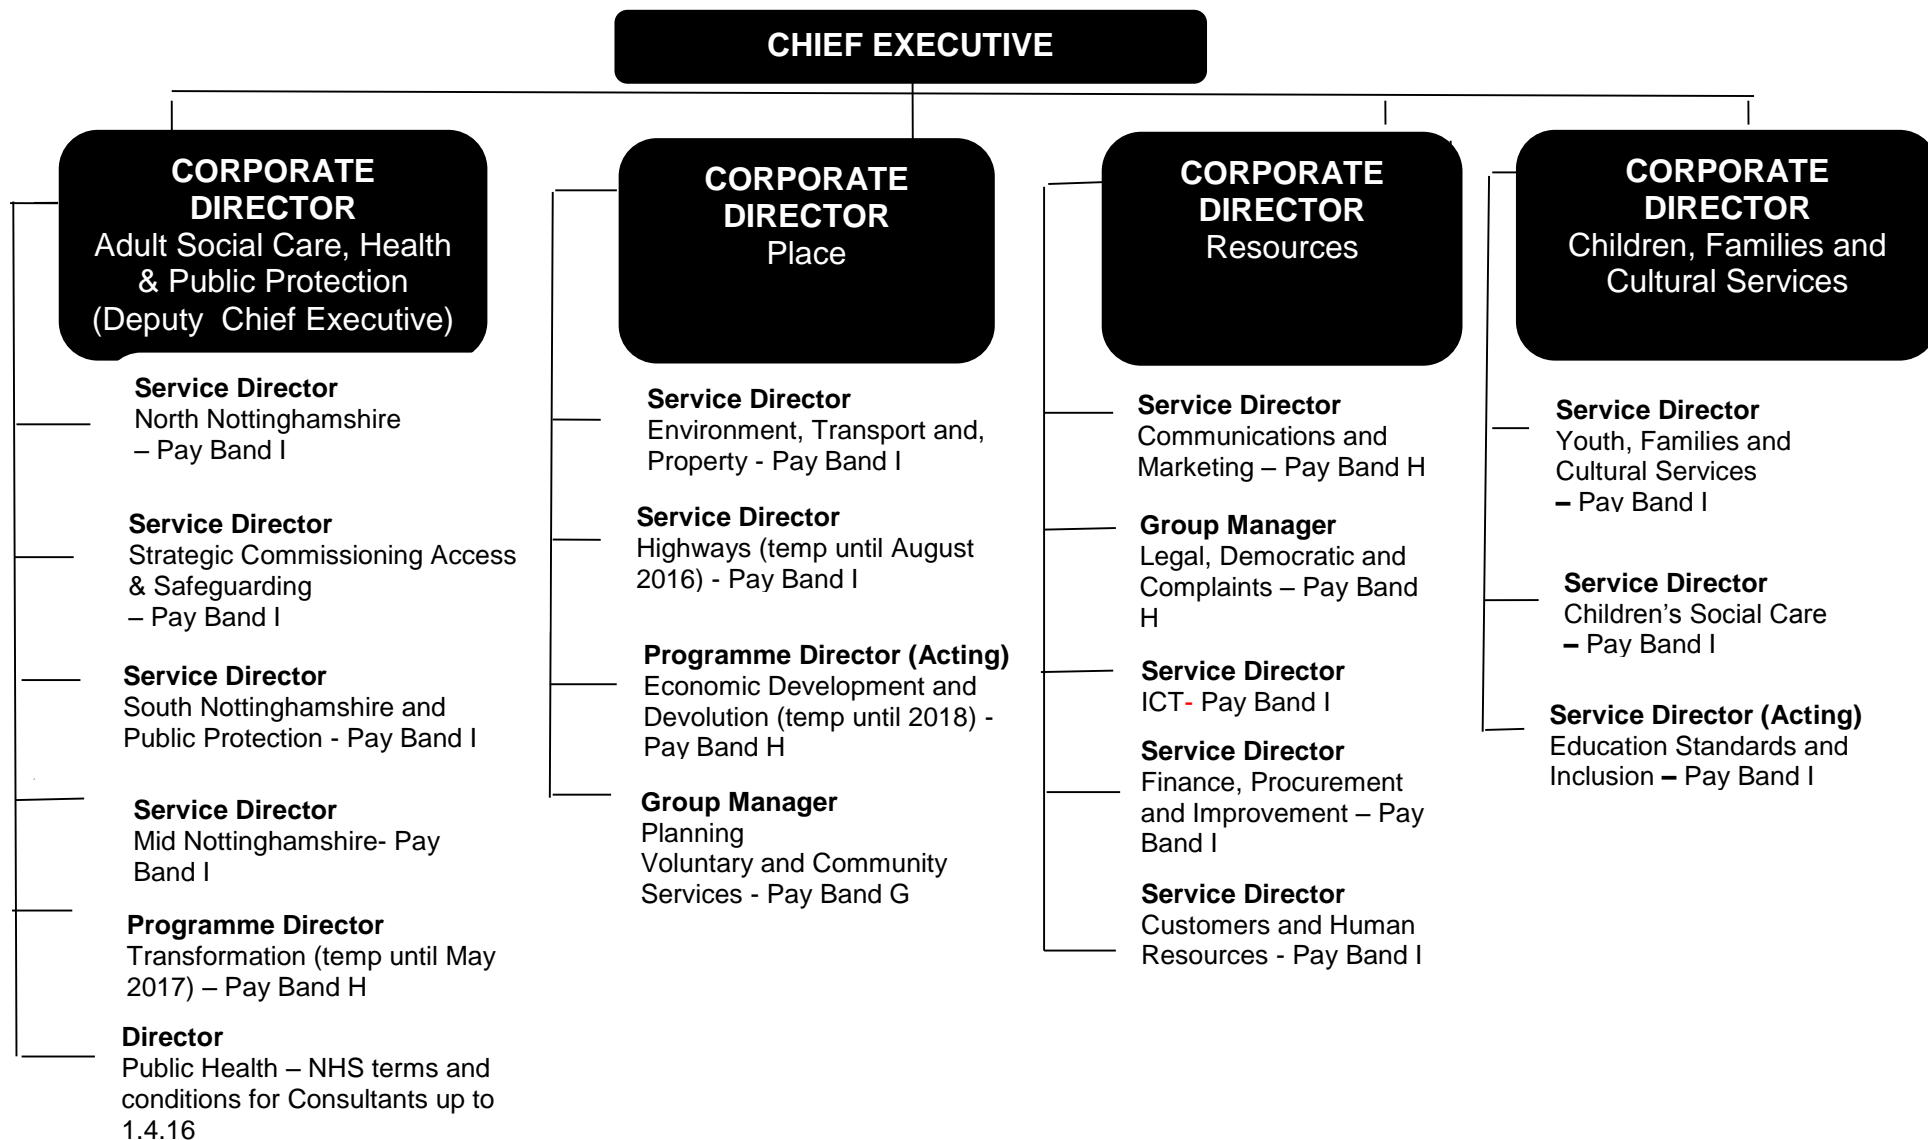 CHIEF EXECUTIVE
CORPORATE
DIRECTOR
Adult Social Care, Health
& Public Protection
(Deputy Chief Executive)
Service Director
North Nottinghamshire
– Pay Band I
Service Director
Strategic Commissioning Access
& Safeguarding
– Pay Band I
Service Director
South Nottinghamshire and
Public Protection - Pay Band I
Service Director
Mid Nottinghamshire- Pay
Band I
Programme Director
Transformation (temp until May
2017) – Pay Band H
Director
Public Health – NHS terms and
conditions for Consultants up to
1.4.16
CORPORATE
DIRECTOR
Place
Service Director
Environment, Transport and,
Property - Pay Band I
Service Director
Highways (temp until August
2016) - Pay Band I
Programme Director (Acting)
Economic Development and
Devolution (temp until 2018) -
Pay Band H
Group Manager
Planning
Voluntary and Community
Services - Pay Band G
CORPORATE
DIRECTOR
Resources
Service Director
Communications and
Marketing – Pay Band H
Group Manager
Legal, Democratic and
Complaints – Pay Band
H
Service Director
ICT- Pay Band I
Service Director
Finance, Procurement
and Improvement – Pay
Band I
Service Director
Customers and Human
Resources - Pay Band I
CORPORATE
DIRECTOR
Children, Families and
Cultural Services
Service Director
Youth, Families and
Cultural Services
– Pay Band I
Service Director
Children’s Social Care
– Pay Band I
Service Director (Acting)
Education Standards and
Inclusion – Pay Band I